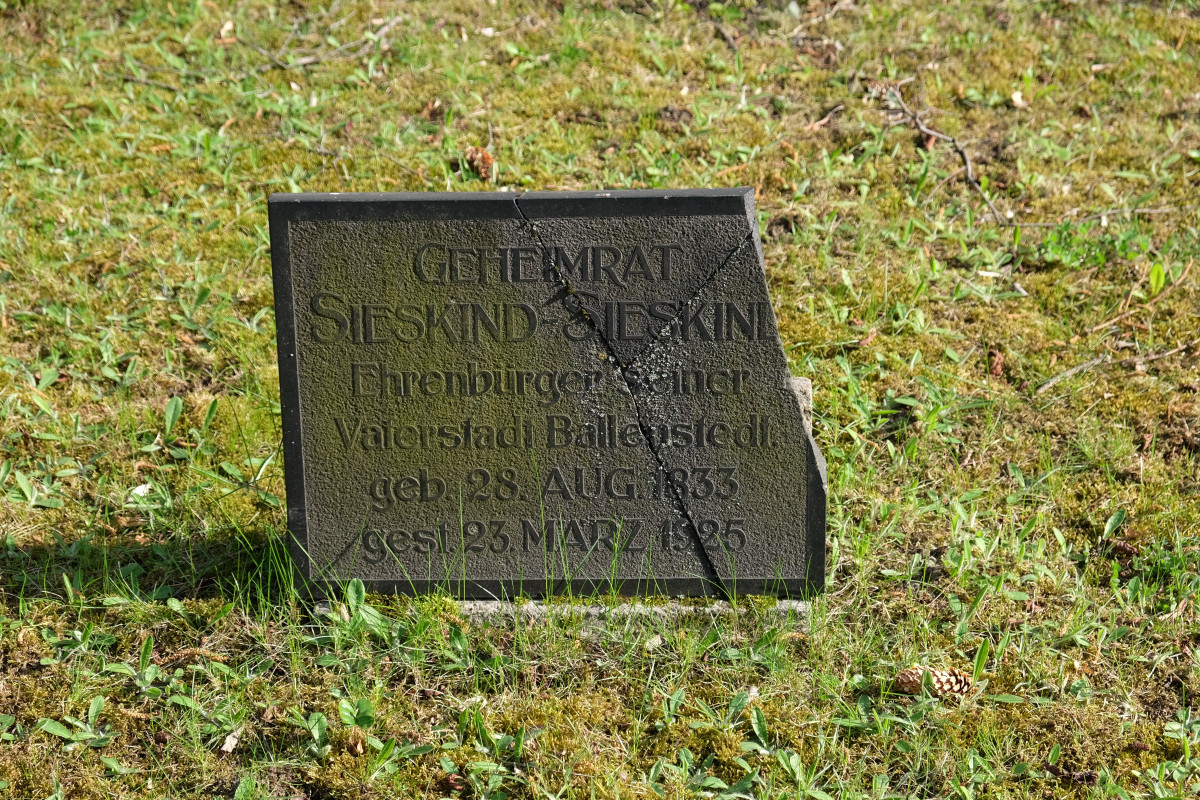 GEHEIMRAT
SIESKIND-SIESKIND
Ehrenbürger seiner
Vaterstadt Ballenstedt.
geb. 28. AUG. 1833
gest. 23. MÄRZ 1925